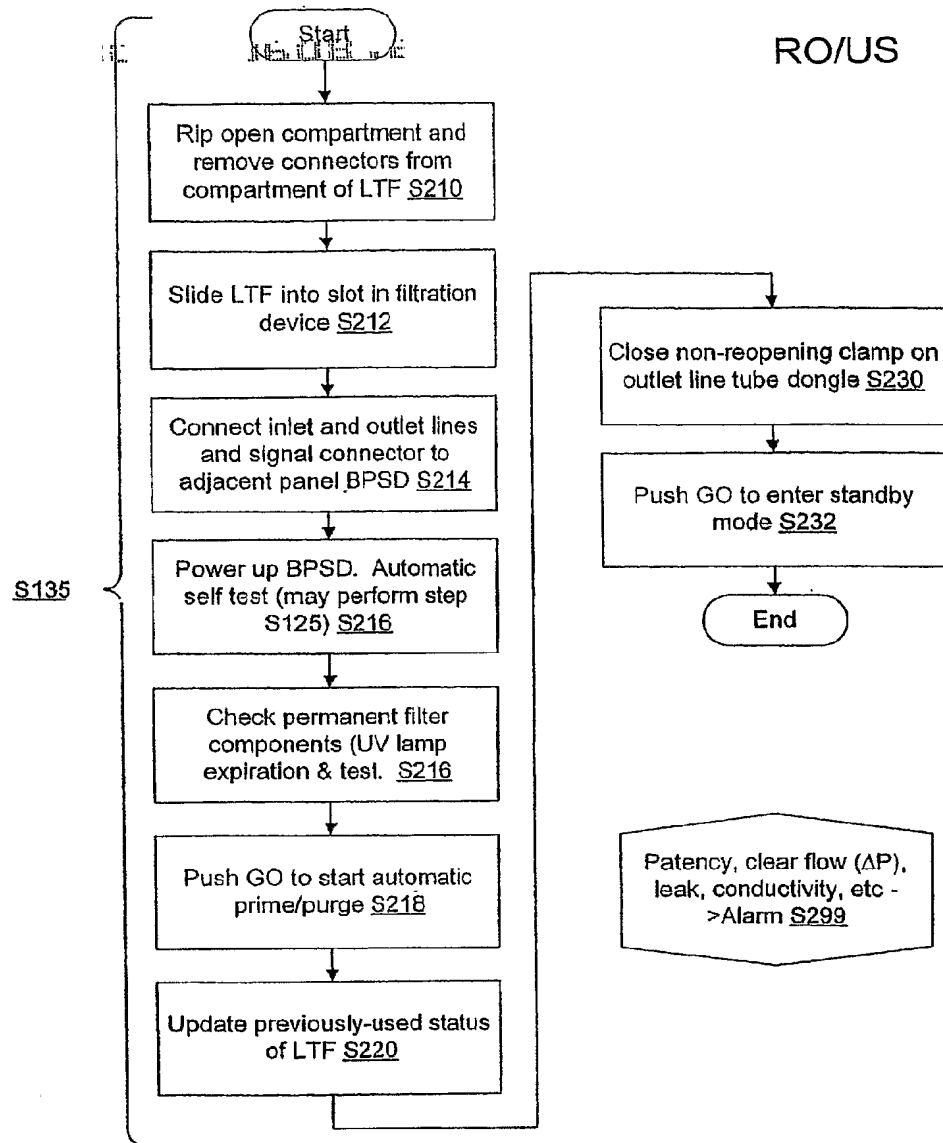 Start
RO/US
Rip open compartment and
remove connectors from
compartment of LTF S210
Slide LTF into slot in filtration
device S212
Connect inlet and outlet lines
and signal connector to
adjacent panel BPSD S214
Power up BPSD. Automatic
self test (may perform step
S125) S216
Check permanent filter
components (UV lamp
expiration & test. S216
Push GO to start automatic
prime/purge S218
Update previously-used status
of LTF S220
S135
Close non-reopening clamp on
outlet line tube dongle S230
Push GO to enter standby
mode S232
End
Patency, clear flow (ΔP),
leak, conductivity, etc -
>Alarm S299